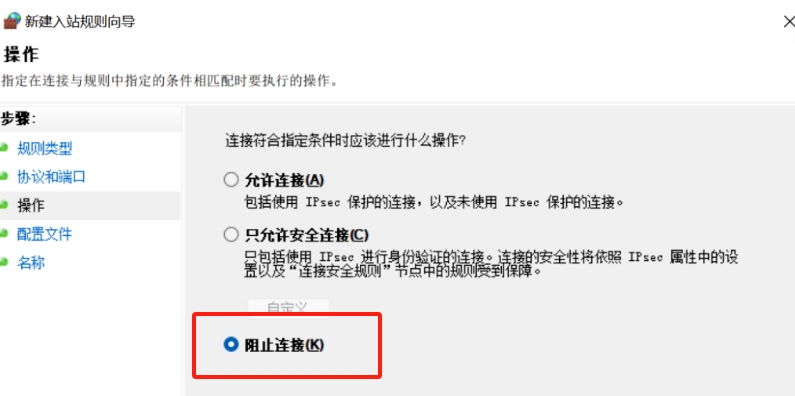 新建入站规则向导
操作
指定在连接与规则中指定的条件相匹配时要执行的操作。
步骤:
规则类型
协议和端口
操作
配置文件
名称
连接符合指定条件时应该进行什么操作?
允许连接(A)
包括使用 IPsec 保护的连接，以及未使用 IPsec 保护的连接。
只允许安全连接(C)
只包括使用 IPsec 进行身份验证的连接。连接的安全性将依照 IPsec 属性中的设
置以及“连接安全规则”节点中的规则受到保障。
自定义
阻止连接(K)